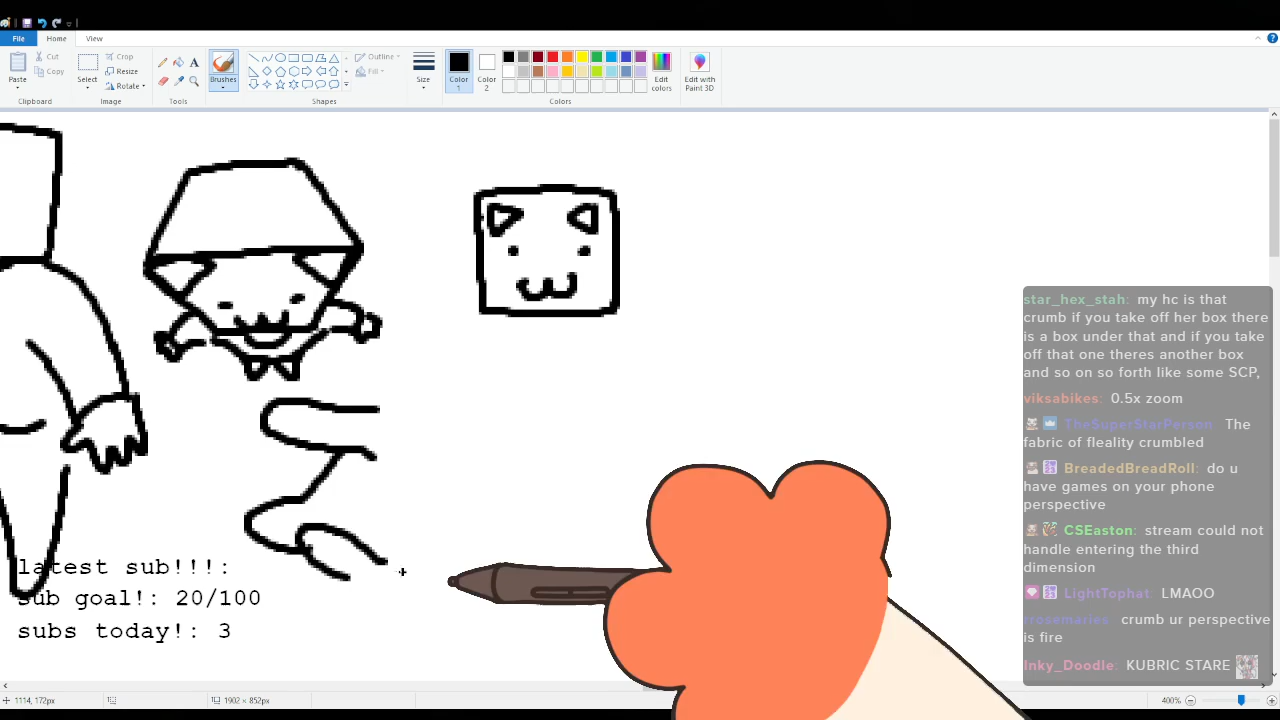 File
Home
View
Cut
Copy
Paste
Clipboard
Crop
Resize
Rotate
Select
Image
Tools
Brushes
Outline
Fill
Shapes
Size
Color
1
Color
2
Edit
colors
Colors
Edit with
Paint 3D
star_hex_stah: my hc is that
crumb if you take off her box there
is a box under that and if you take
off that one theres another box
and so on so forth like some SCP,
viksabikes: 0.5x zoom
TheSuperStarPerson: The
fabric of fleality crumbled
BreadedBreadRoll: do u
have games on your phone
perspective
CSEaston: stream could not
handle entering the third
dimension
LightTophat: LMAOO
rrosemaries: crumb ur perspective
is fire
Inky_Doodle: KUBRIC STARE
latest sub!!!:
sub goal!: 20/100
subs today!: 3
1114, 172px
1902 × 852px
400%